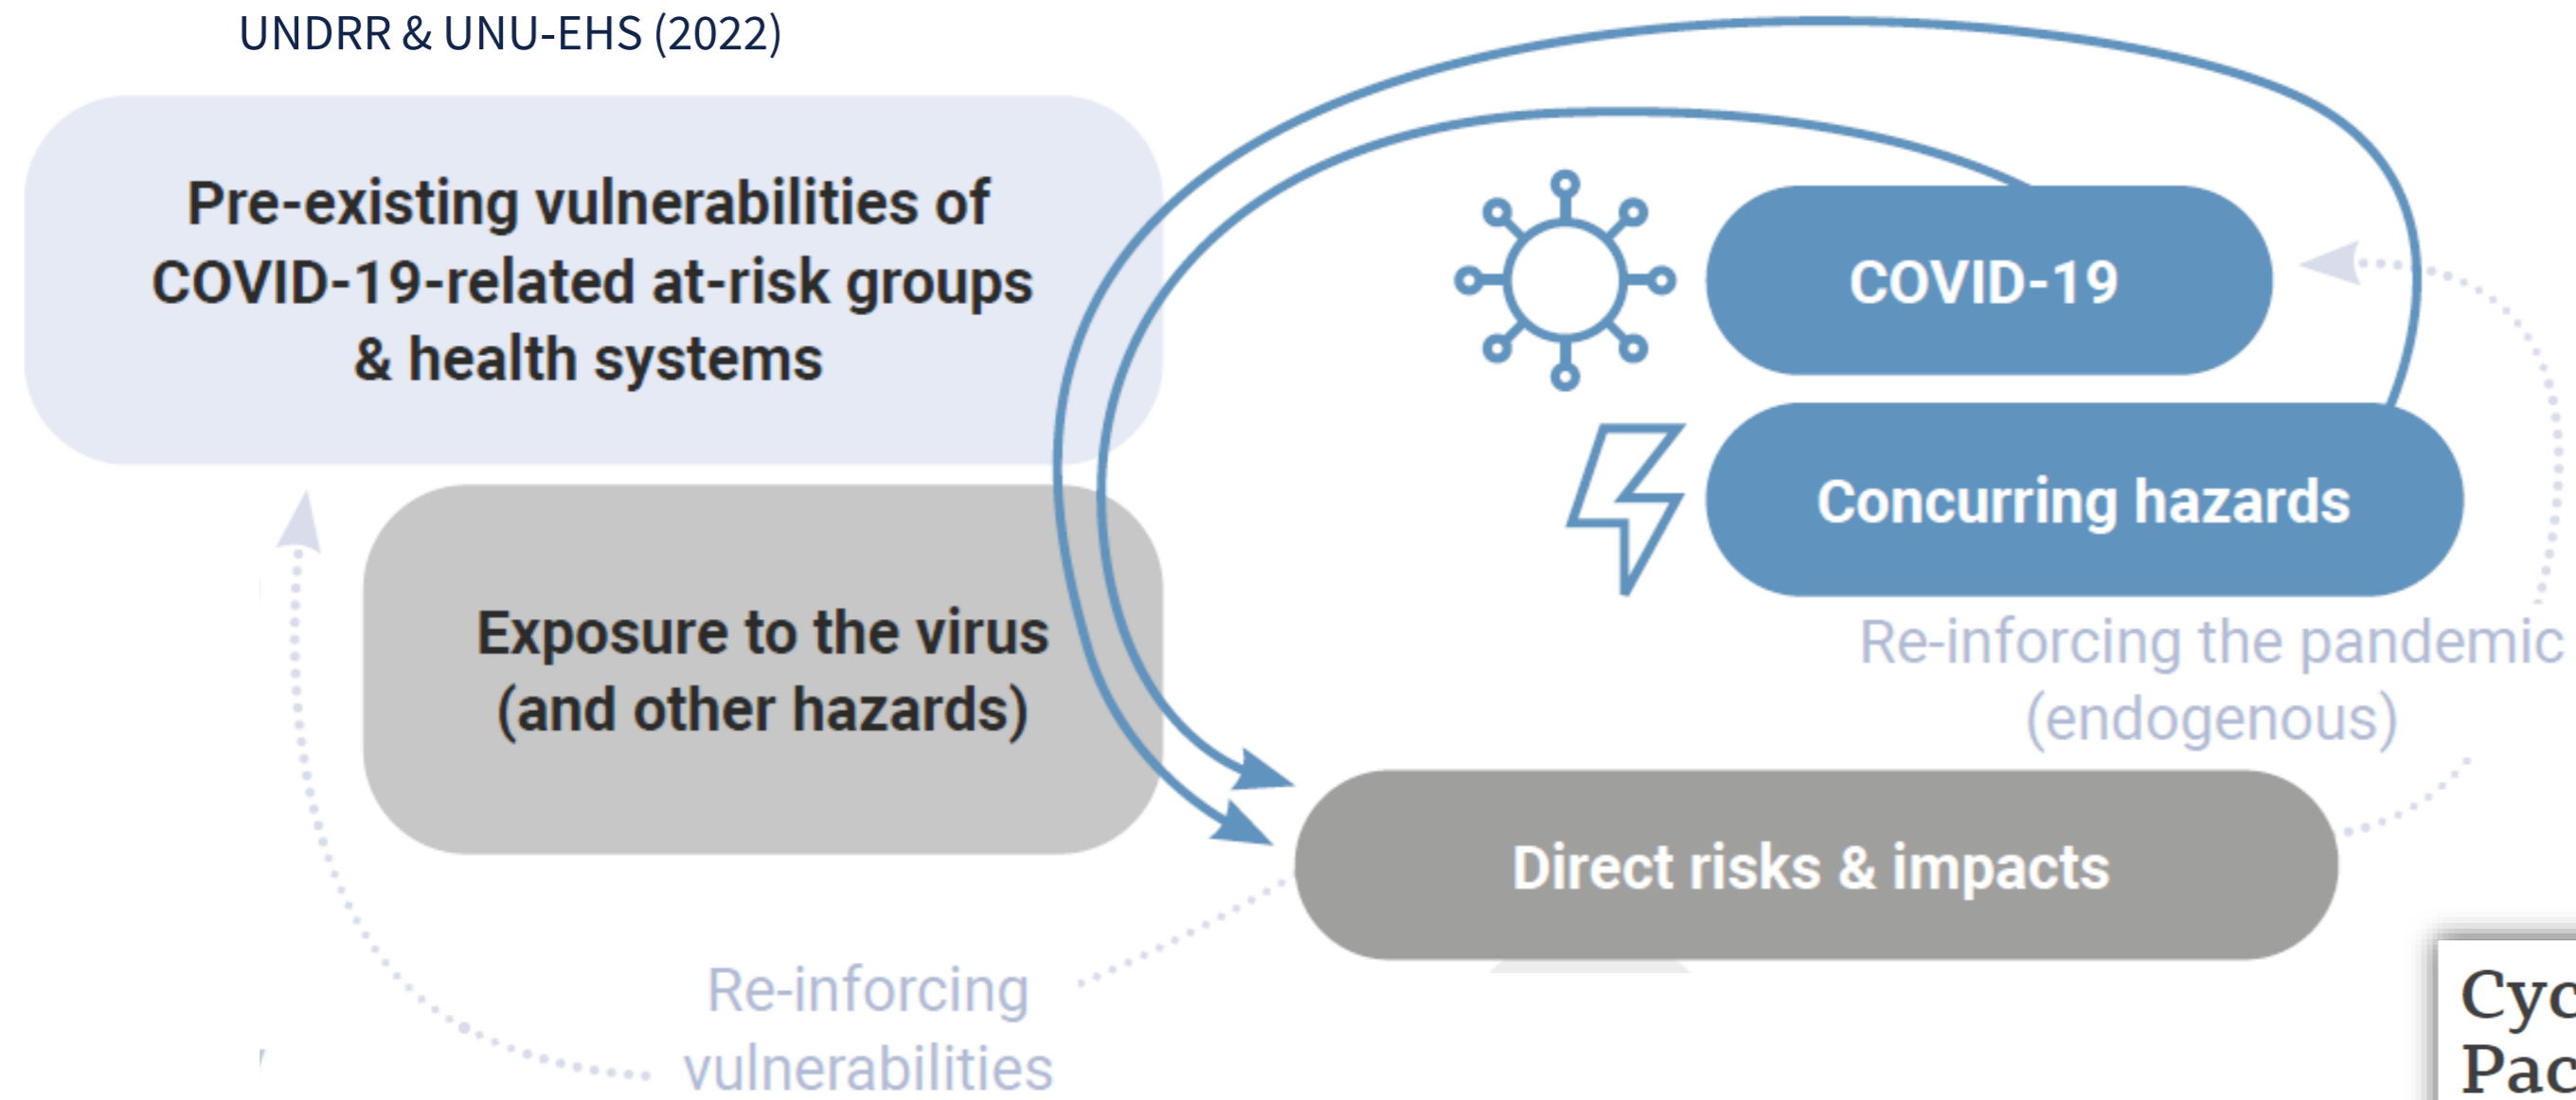 UNDRR & UNU-EHS (2022)
Pre-existing vulnerabilities of
COVID-19-related at-risk groups
& health systems
COVID-19
Concurring hazards
Exposure to the virus
(and other hazards)
Re-inforcing the pandemic
(endogenous)
Direct risks & impacts
Re-inforcing
vulnerabilities
Cyc
Pac